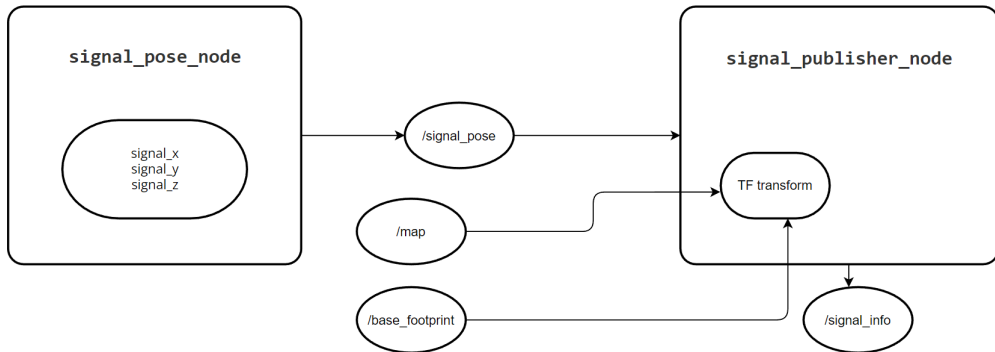 signal_pose_node
signal_publisher_node
/signal_pose
signal_x
signal_y
signal_z
TF transform
/map
/base_footprint
/signal_info